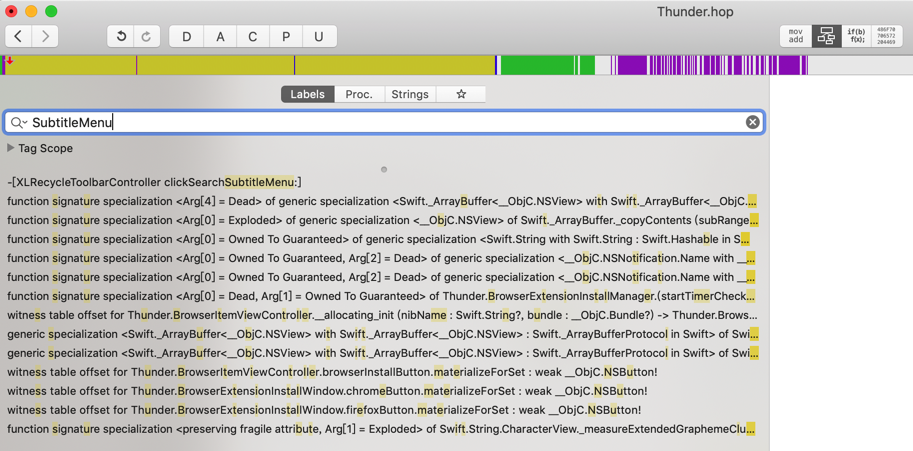 Thunder.hop
D A C P U
mov
add
if(b)
f(x);
486F70
706572
204469
Labels Proc. Strings
SubtitleMenu
Tag Scope
-[XLRecycleToolbarController clickSearchSubtitleMenu:]
function signature specialization <Arg[4] = Dead> of generic specialization <Swift._ArrayBuffer<__ObjC.NSView> with Swift._ArrayBuffer<__ObjC....
function signature specialization <Arg[0] = Exploded> of generic specialization <__ObjC.NSView> of Swift._ArrayBuffer._copyContents (subRange...
function signature specialization <Arg[0] = Owned To Guaranteed> of generic specialization <Swift.String with Swift.String : Swift.Hashable in S...
function signature specialization <Arg[0] = Owned To Guaranteed, Arg[2] = Dead> of generic specialization <__ObjC.NSNotification.Name with __...
function signature specialization <Arg[0] = Owned To Guaranteed, Arg[2] = Dead> of generic specialization <__ObjC.NSNotification.Name with __...
function signature specialization <Arg[0] = Dead, Arg[1] = Owned To Guaranteed> of Thunder.BrowserExtensionInstallManager.(startTimerCheck...
witness table offset for Thunder.BrowserItemViewController.__allocating_init (nibName : Swift.String?, bundle : __ObjC.Bundle?) -> Thunder.Brows...
generic specialization <Swift._ArrayBuffer<__ObjC.NSView> with Swift._ArrayBuffer<__ObjC.NSView> : Swift._ArrayBufferProtocol in Swift> of Swi...
generic specialization <Swift._ArrayBuffer<__ObjC.NSView> with Swift._ArrayBuffer<__ObjC.NSView> : Swift._ArrayBufferProtocol in Swift> of Swi...
witness table offset for Thunder.BrowserItemViewController.browserInstallButton.materializeForSet : weak __ObjC.NSButton!
witness table offset for Thunder.BrowserExtensionInstallWindow.chromeButton.materializeForSet : weak __ObjC.NSButton!
witness table offset for Thunder.BrowserExtensionInstallWindow.firefoxButton.materializeForSet : weak __ObjC.NSButton!
function signature specialization <preserving fragile attribute, Arg[1] = Exploded> of Swift.String.CharacterView._measureExtendedGraphemeClu...